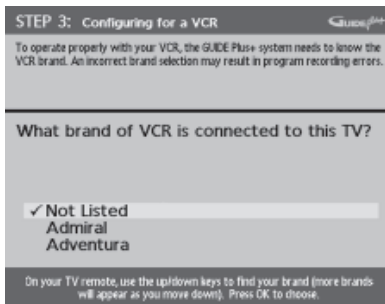 STEP 3: Configuring for a VCR
GUIDE Plus+
To operate properly with your VCR, the GUIDE Plus+ system needs to know the
VCR brand. An incorrect brand selection may result in program recording errors.
What brand of VCR is connected to this TV?
✓ Not Listed
Admiral
Adventura
On your TV remote, use the up/down keys to find your brand (more brands
will appear as you move down). Press OK to choose.